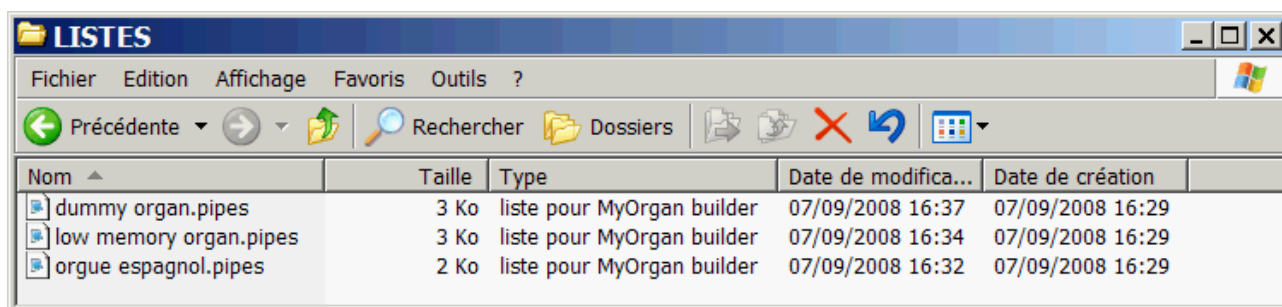 LISTES
Fichier Edition Affichage Favoris Outils ?
Précédente Rechercher Dossiers
Nom Taille Type Date de modifica... Date de création
dummy organ.pipes 3 Ko liste pour MyOrgan builder 07/09/2008 16:37 07/09/2008 16:29
low memory organ.pipes 3 Ko liste pour MyOrgan builder 07/09/2008 16:34 07/09/2008 16:29
orgue espagnol.pipes 2 Ko liste pour MyOrgan builder 07/09/2008 16:32 07/09/2008 16:29